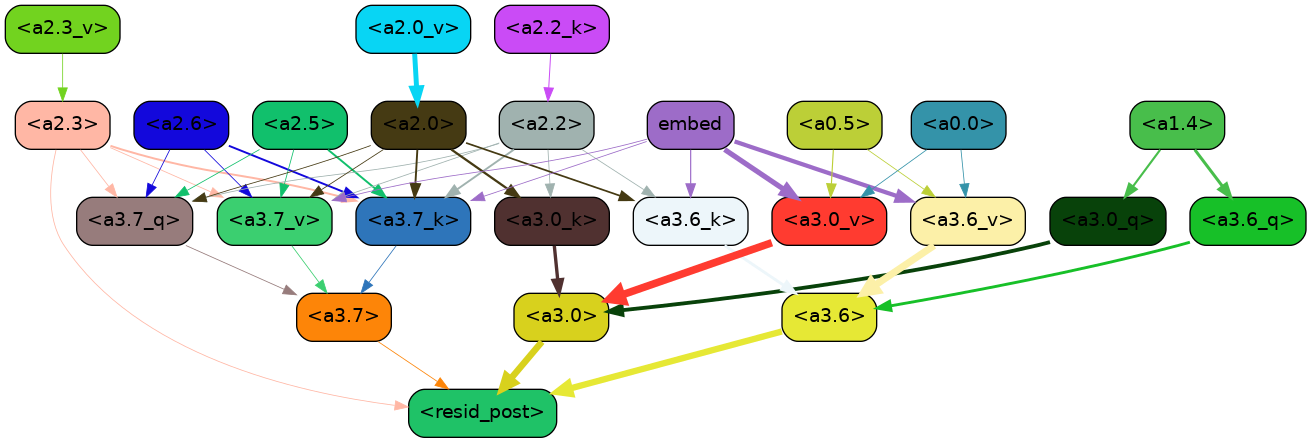 <a2.3_v> <a2.0_v> <a2.2_k>
<a2.3> <a2.6> <a2.5> <a2.0> <a2.2> embed <a0.5> <a0.0> <a1.4>
<a3.7_q> <a3.7_v> <a3.7_k> <a3.0_k> <a3.6_k> <a3.0_v> <a3.6_v> <a3.0_q> <a3.6_q>
<a3.7> <a3.0> <a3.6>
<resid_post>